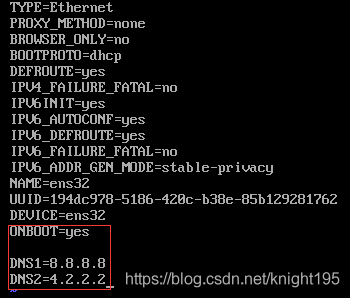 TYPE=Ethernet
PROXY_METHOD=none
BROWSER_ONLY=no
BOOTPROTO=dhcp
DEFROUTE=yes
IPV4_FAILURE_FATAL=no
IPV6INIT=yes
IPV6_AUTOCONF=yes
IPV6_DEFROUTE=yes
IPV6_FAILURE_FATAL=no
IPV6_ADDR_GEN_MODE=stable-privacy
NAME=ens32
UUID=194dc978-5186-420c-b38e-85b129281762
DEVICE=ens32
ONBOOT=yes
DNS1=8.8.8.8
DNS2=4.2.2.2
https://blog.csdn.net/knight195